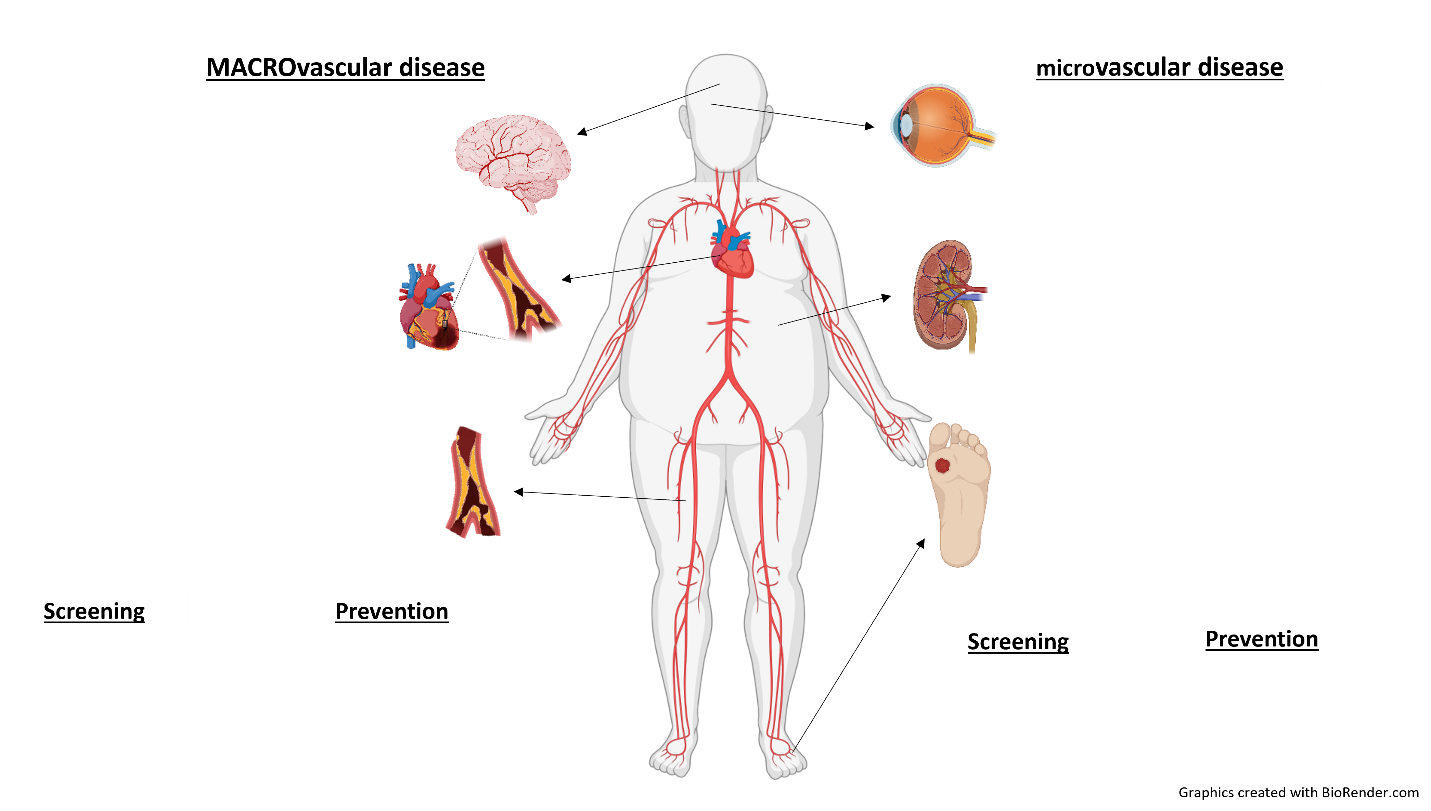 MACROvascular disease
microvascular disease
Screening
Prevention
Screening
Prevention
Graphics created with BioRender.com